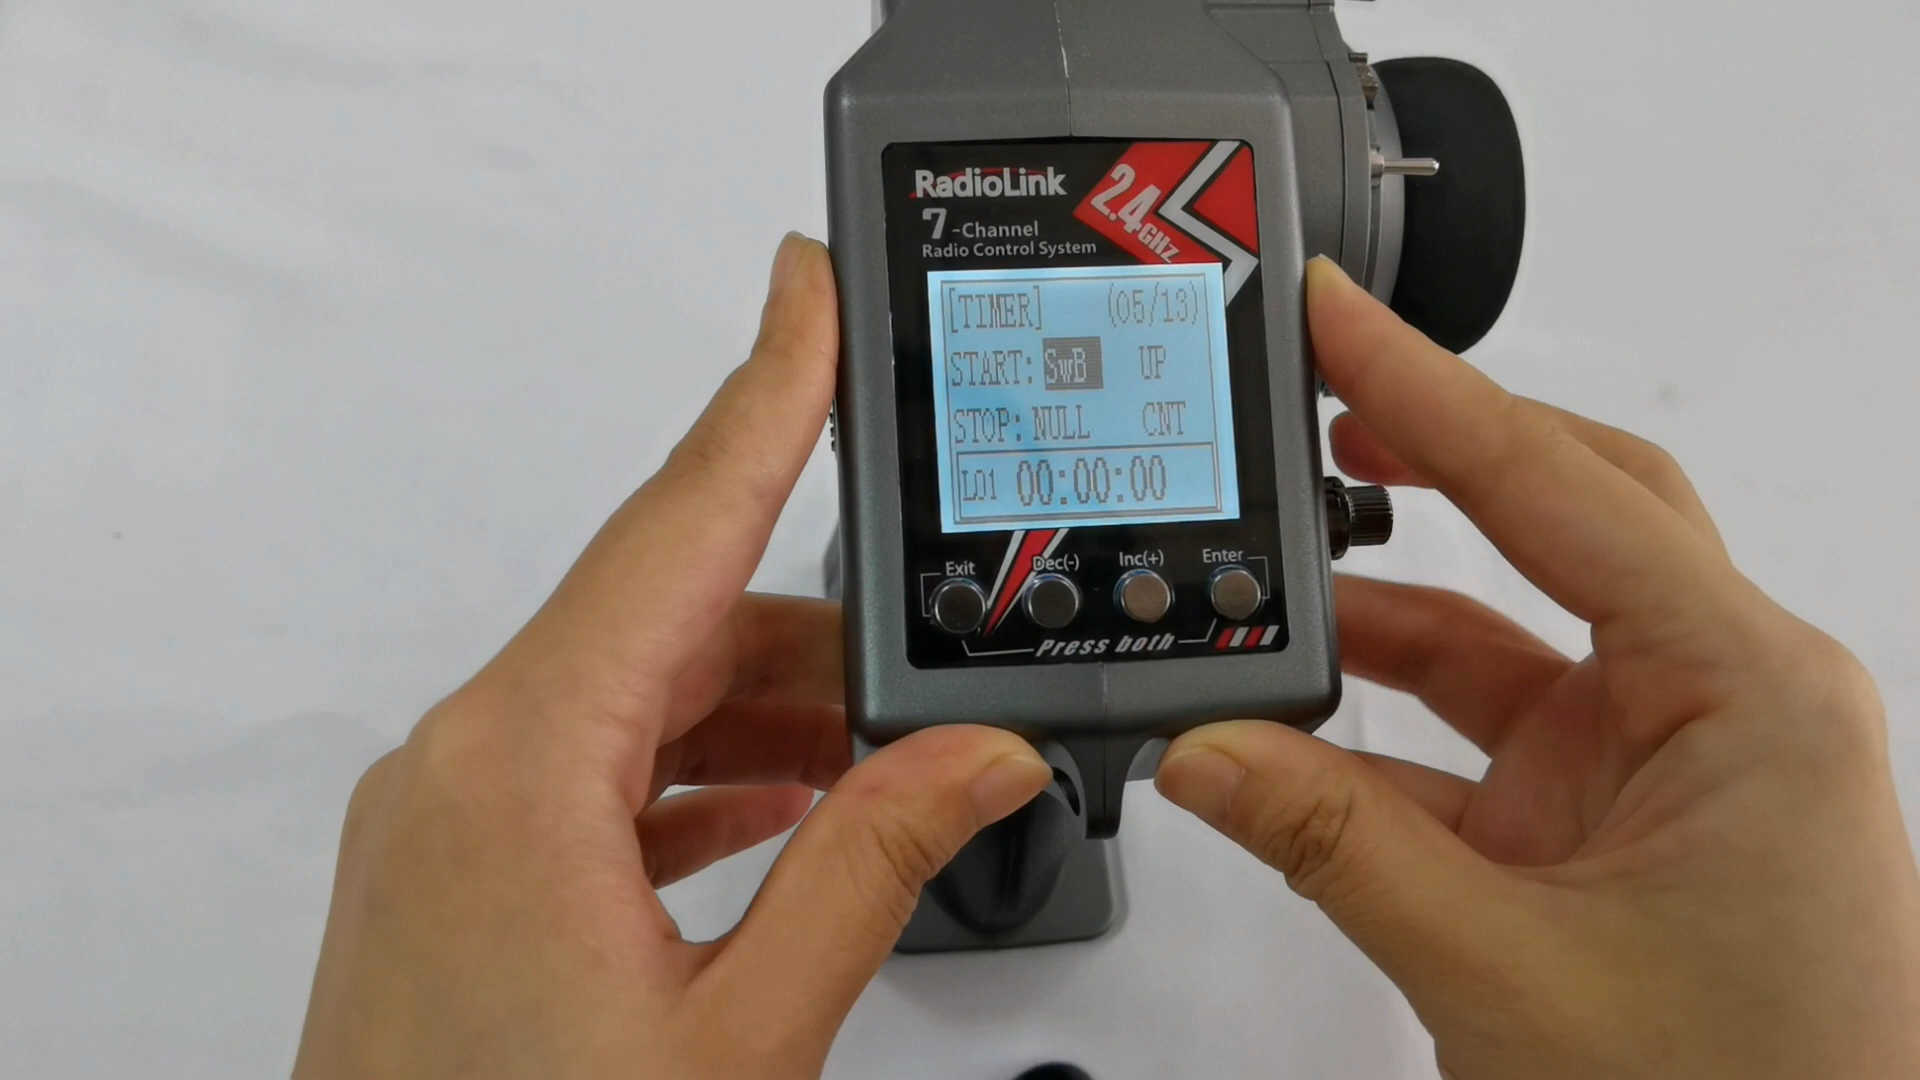 RadioLink
7-Channel
Radio Control System
2.4GHz
[TIMER] (05/13)
START: SwB UP
STOP: NULL CNT
L01 00:00:00
Exit Dec(-) Inc(+) Enter
Press both